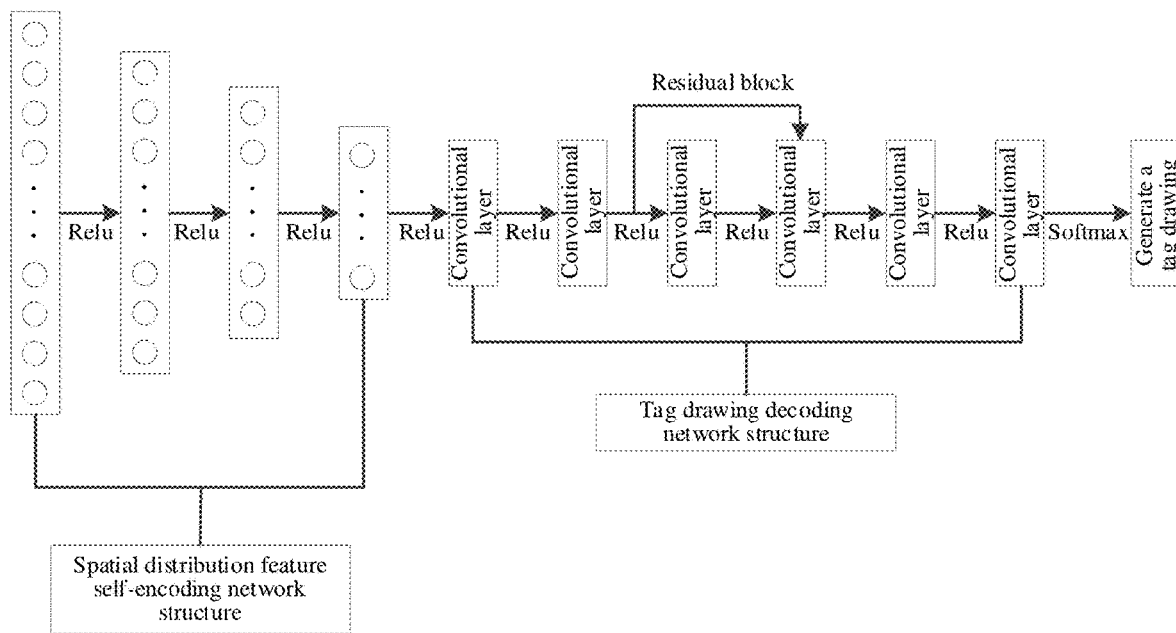 Residual block
Relu
Relu
Relu
Relu
Convolutional
layer
Relu
Convolutional
layer
Relu
Convolutional
layer
Relu
Convolutional
layer
Relu
Convolutional
layer
Relu
Convolutional
layer
Softmax
Generate a
tag drawing
Tag drawing decoding
network structure
Spatial distribution feature
self-encoding network
structure